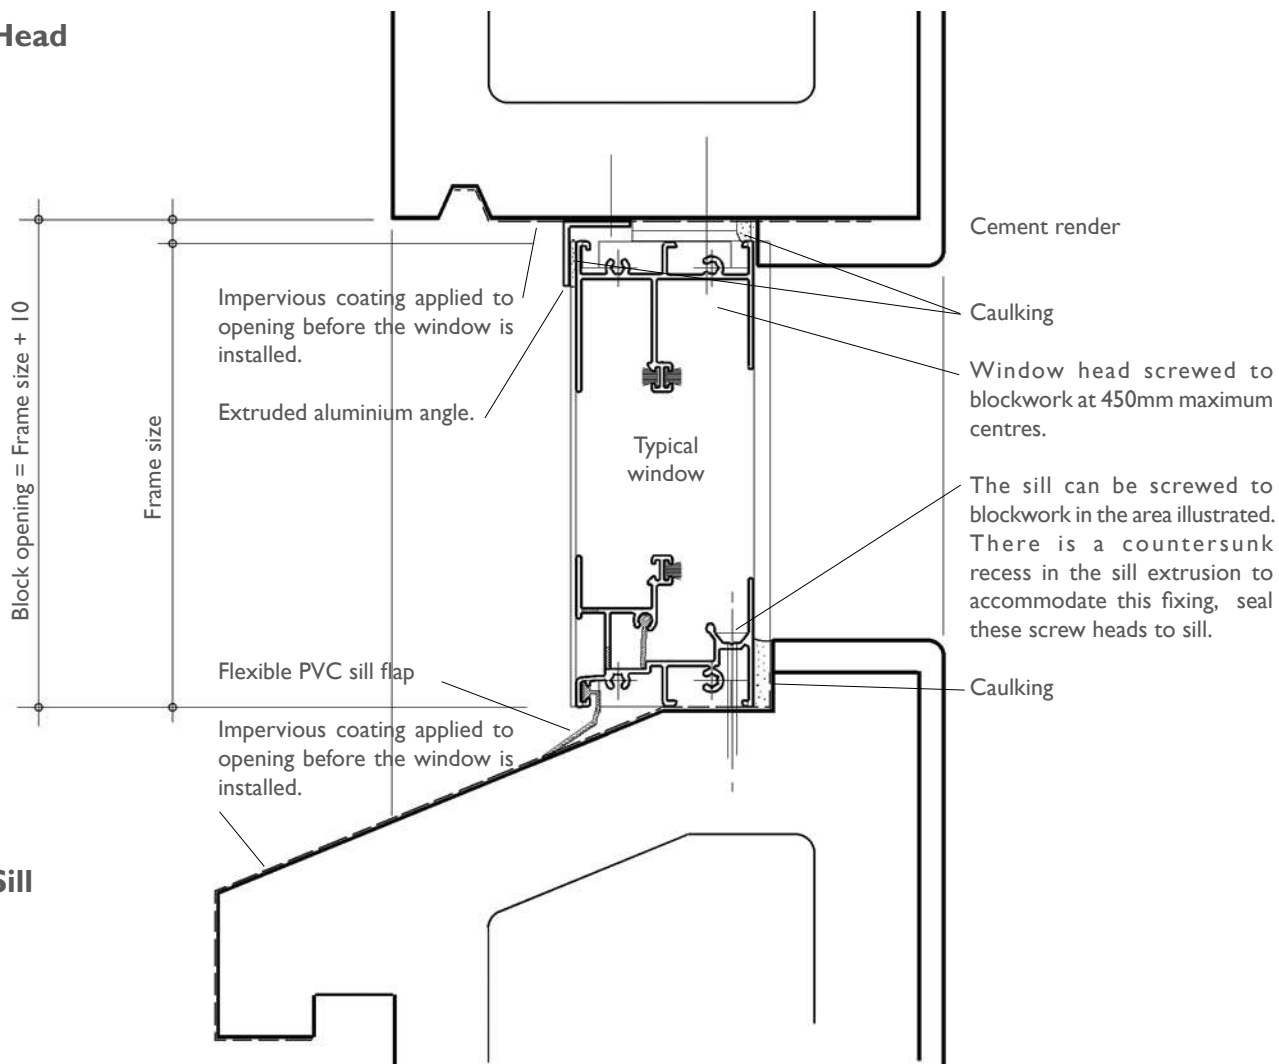 Head
Cement render
Impervious coating applied to
opening before the window is
installed.
Caulking
Extruded aluminium angle.
Window head screwed to
blockwork at 450mm maximum
centres.
Block opening = Frame size + 10
Frame size
Typical
window
The sill can be screwed to
blockwork in the area illustrated.
There is a countersunk
recess in the sill extrusion to
accommodate this fixing, seal
these screw heads to sill.
Flexible PVC sill flap
Caulking
Impervious coating applied to
opening before the window is
installed.
Sill